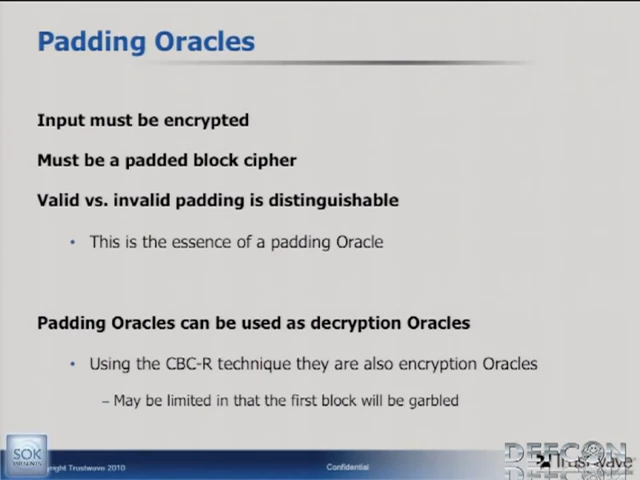 Padding Oracles
Input must be encrypted
Must be a padded block cipher
Valid vs. invalid padding is distinguishable
• This is the essence of a padding Oracle
Padding Oracles can be used as decryption Oracles
• Using the CBC-R technique they are also encryption Oracles
– May be limited in that the first block will be garbled
SOK
PRESENTS
right Trustwave 2010
Confidential
DEFCON
Trustwave